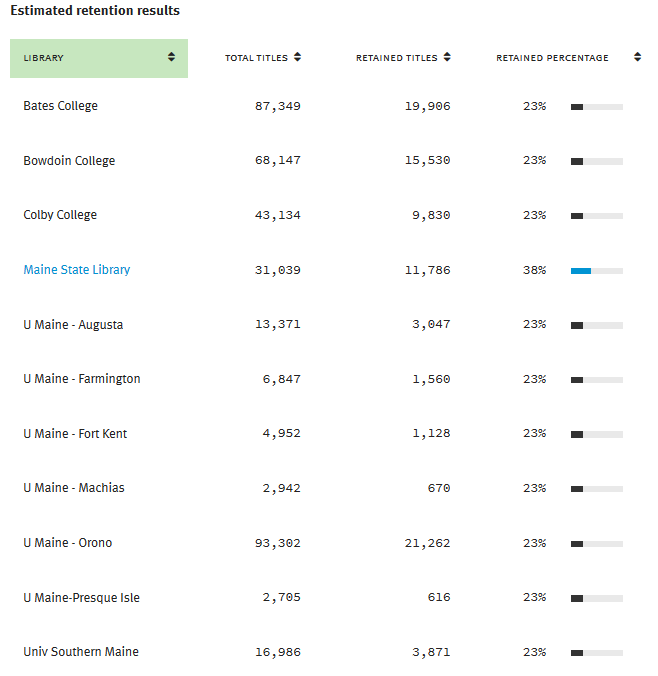 Estimated retention results
LIBRARY TOTAL TITLES RETAINED TITLES RETAINED PERCENTAGE
Bates College 87,349 19,906 23%
Bowdoin College 68,147 15,530 23%
Colby College 43,134 9,830 23%
Maine State Library 31,039 11,786 38%
U Maine - Augusta 13,371 3,047 23%
U Maine - Farmington 6,847 1,560 23%
U Maine - Fort Kent 4,952 1,128 23%
U Maine - Machias 2,942 670 23%
U Maine - Orono 93,302 21,262 23%
U Maine-Presque Isle 2,705 616 23%
Univ Southern Maine 16,986 3,871 23%